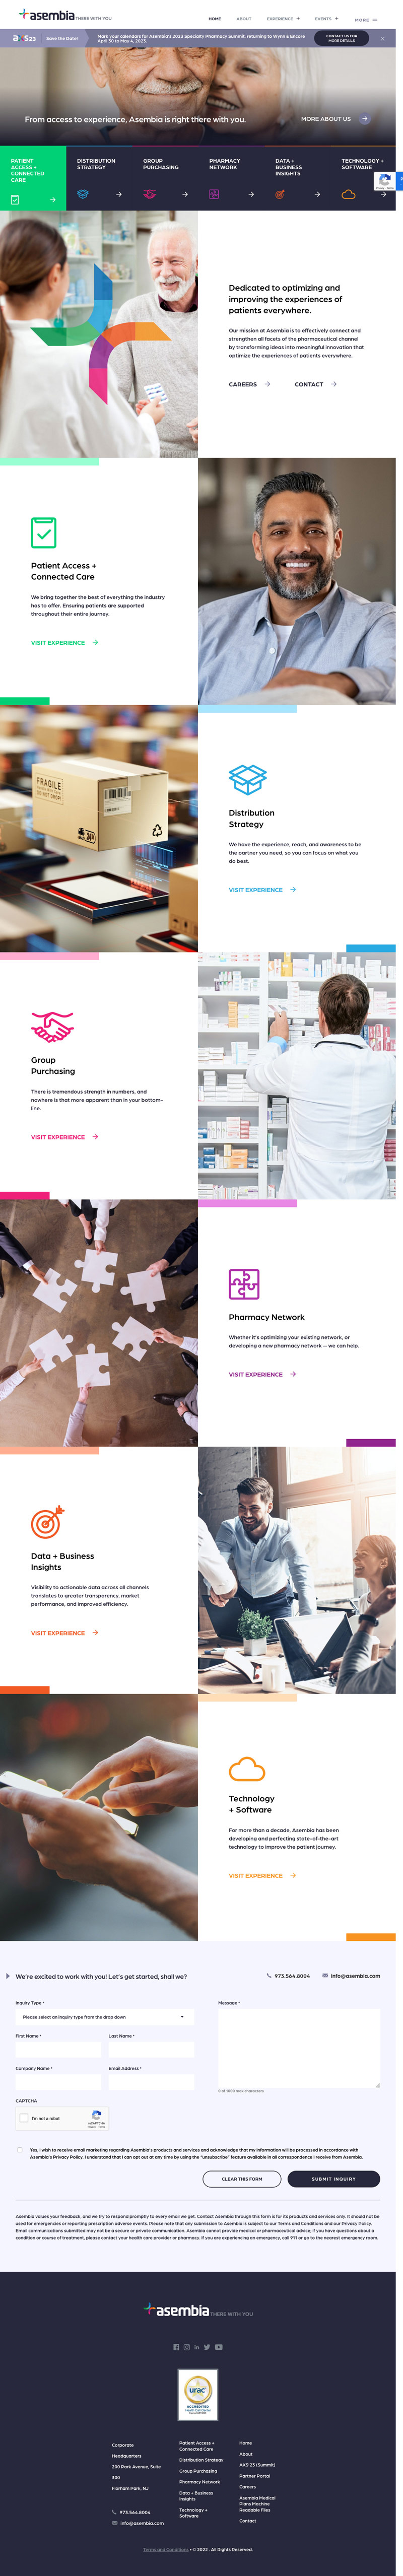 asembia THERE WITH YOU
HOME
ABOUT
EXPERIENCE +
EVENTS +
MORE
axs23
Save the Date!
Mark your calendars for Asembia's 2023 Specialty Pharmacy Summit, returning to Wynn & Encore
April 30 to May 4, 2023.
CONTACT US FOR
MORE DETAILS
From access to experience, Asembia is right there with you.
MORE ABOUT US
PATIENT
ACCESS +
CONNECTED
CARE
DISTRIBUTION
STRATEGY
GROUP
PURCHASING
PHARMACY
NETWORK
DATA +
BUSINESS
INSIGHTS
TECHNOLOGY +
SOFTWARE
Privacy - Terms
Dedicated to optimizing and
improving the experiences of
patients everywhere.
Our mission at Asembia is to effectively connect and
strengthen all facets of the pharmaceutical channel
by transforming ideas into meaningful innovation that
optimize the experiences of patients everywhere.
CAREERS
CONTACT
Patient Access +
Connected Care
We bring together the best of everything the industry
has to offer. Ensuring patients are supported
throughout their entire journey.
VISIT EXPERIENCE
FRAGILE
DO NOT DROP!
24
Distribution
Strategy
We have the experience, reach, and awareness to be
the partner you need, so you can focus on what you
do best.
VISIT EXPERIENCE
Group
Purchasing
There is tremendous strength in numbers, and
nowhere is that more apparent than in your bottom-
line.
VISIT EXPERIENCE
Pharmacy Network
Whether it's optimizing your existing network, or
developing a new pharmacy network — we can help.
VISIT EXPERIENCE
Data + Business
Insights
Visibility to actionable data across all channels
translates to greater transparency, market
performance, and improved efficiency.
VISIT EXPERIENCE
Technology
+ Software
For more than a decade, Asembia has been
developing and perfecting state-of-the-art
technology to improve the patient journey.
VISIT EXPERIENCE
We're excited to work with you! Let's get started, shall we?
973.564.8004
info@asembia.com
Inquiry Type *
Please select an inquiry type from the drop down
First Name *
Last Name *
Company Name *
Email Address *
Message *
0 of 1000 max characters
CAPTCHA
I'm not a robot
reCAPTCHA
Privacy - Terms
Yes, I wish to receive email marketing regarding Asembia's products and services and acknowledge that my information will be processed in accordance with
Asembia's Privacy Policy. I understand that I can opt out at any time by using the "unsubscribe" feature available in all correspondence I receive from Asembia.
CLEAR THIS FORM
SUBMIT INQUIRY
Asembia values your feedback, and we try to respond promptly to every email we get. Contact Asembia through this form is for its products and services only. It should not be
used for emergencies or reporting prescription adverse events. Please note that any submission to Asembia is subject to our Terms and Conditions and our Privacy Policy.
Email communications submitted may not be a secure or private communication. Asembia cannot provide medical or pharmaceutical advice; if you have questions about a
condition or course of treatment, please contact your health care provider or pharmacy. If you are experiencing an emergency, call 911 or go to the nearest emergency room.
asembia THERE WITH YOU
urac
ACCREDITED
Health Call Center
Corporate
Headquarters
200 Park Avenue, Suite
300
Florham Park, NJ
973.564.8004
info@asembia.com
Patient Access +
Connected Care
Distribution Strategy
Group Purchasing
Pharmacy Network
Data + Business
Insights
Technology +
Software
Home
About
AXS'23 (Summit)
Partner Portal
Careers
Asembia Medical
Plans Machine
Readable Files
Contact
Terms and Conditions • © 2022 . All Rights Reserved.